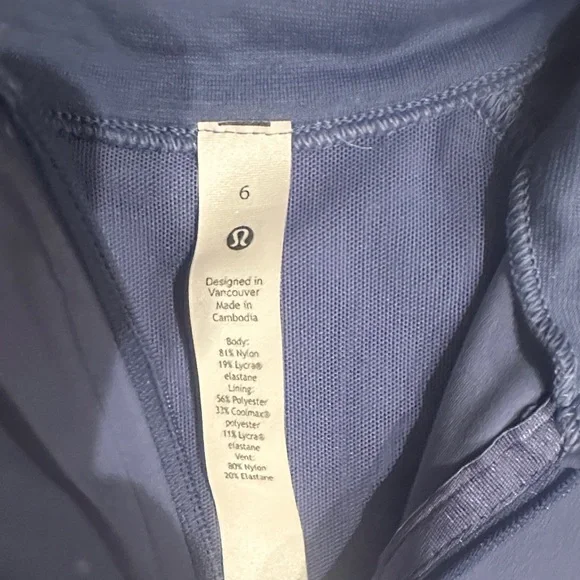 6
Designed in
Vancouver
Made in
Cambodia
Body:
81% Nylon
19% Lycra®
elastane
Lining:
56% Polyester
33% Coolmax®
polyester
11% Lycra®
elastane
Vent:
80% Nylon
20% Elastane